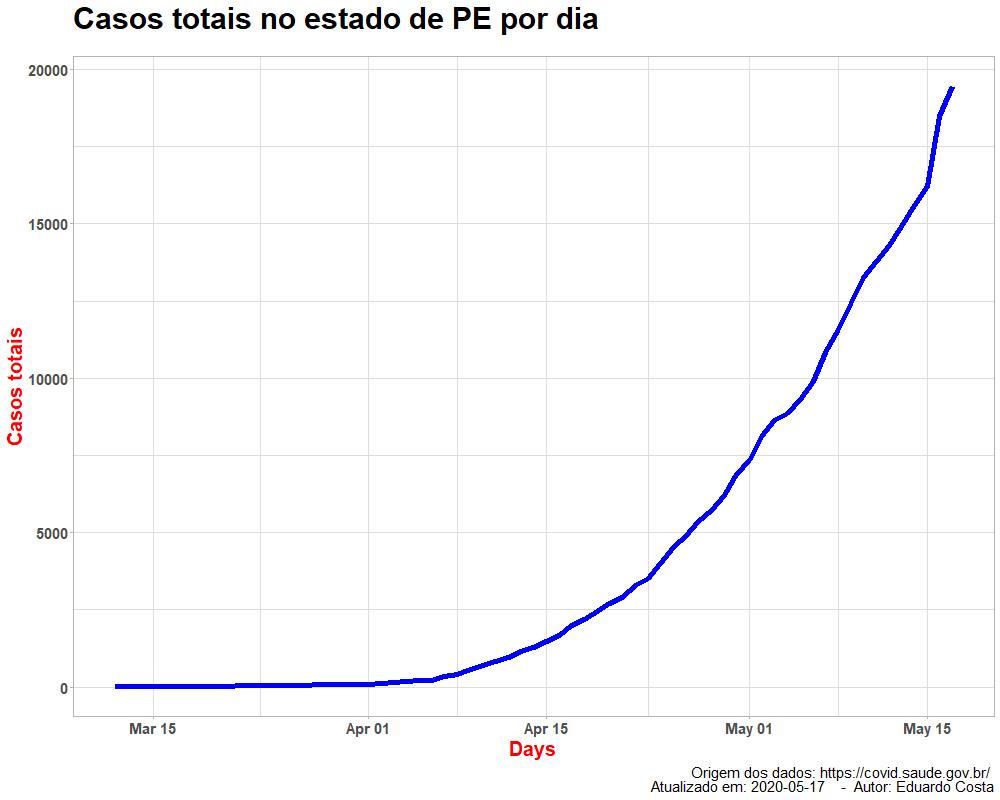 Casos totais no estado de PE por dia
20000
15000
10000
5000
0
Casos totais
Mar 15
Apr 01
Apr 15
May 01
May 15
Days
Origem dos dados: https://covid.saude.gov.br/
Atualizado em: 2020-05-17 - Autor: Eduardo Costa